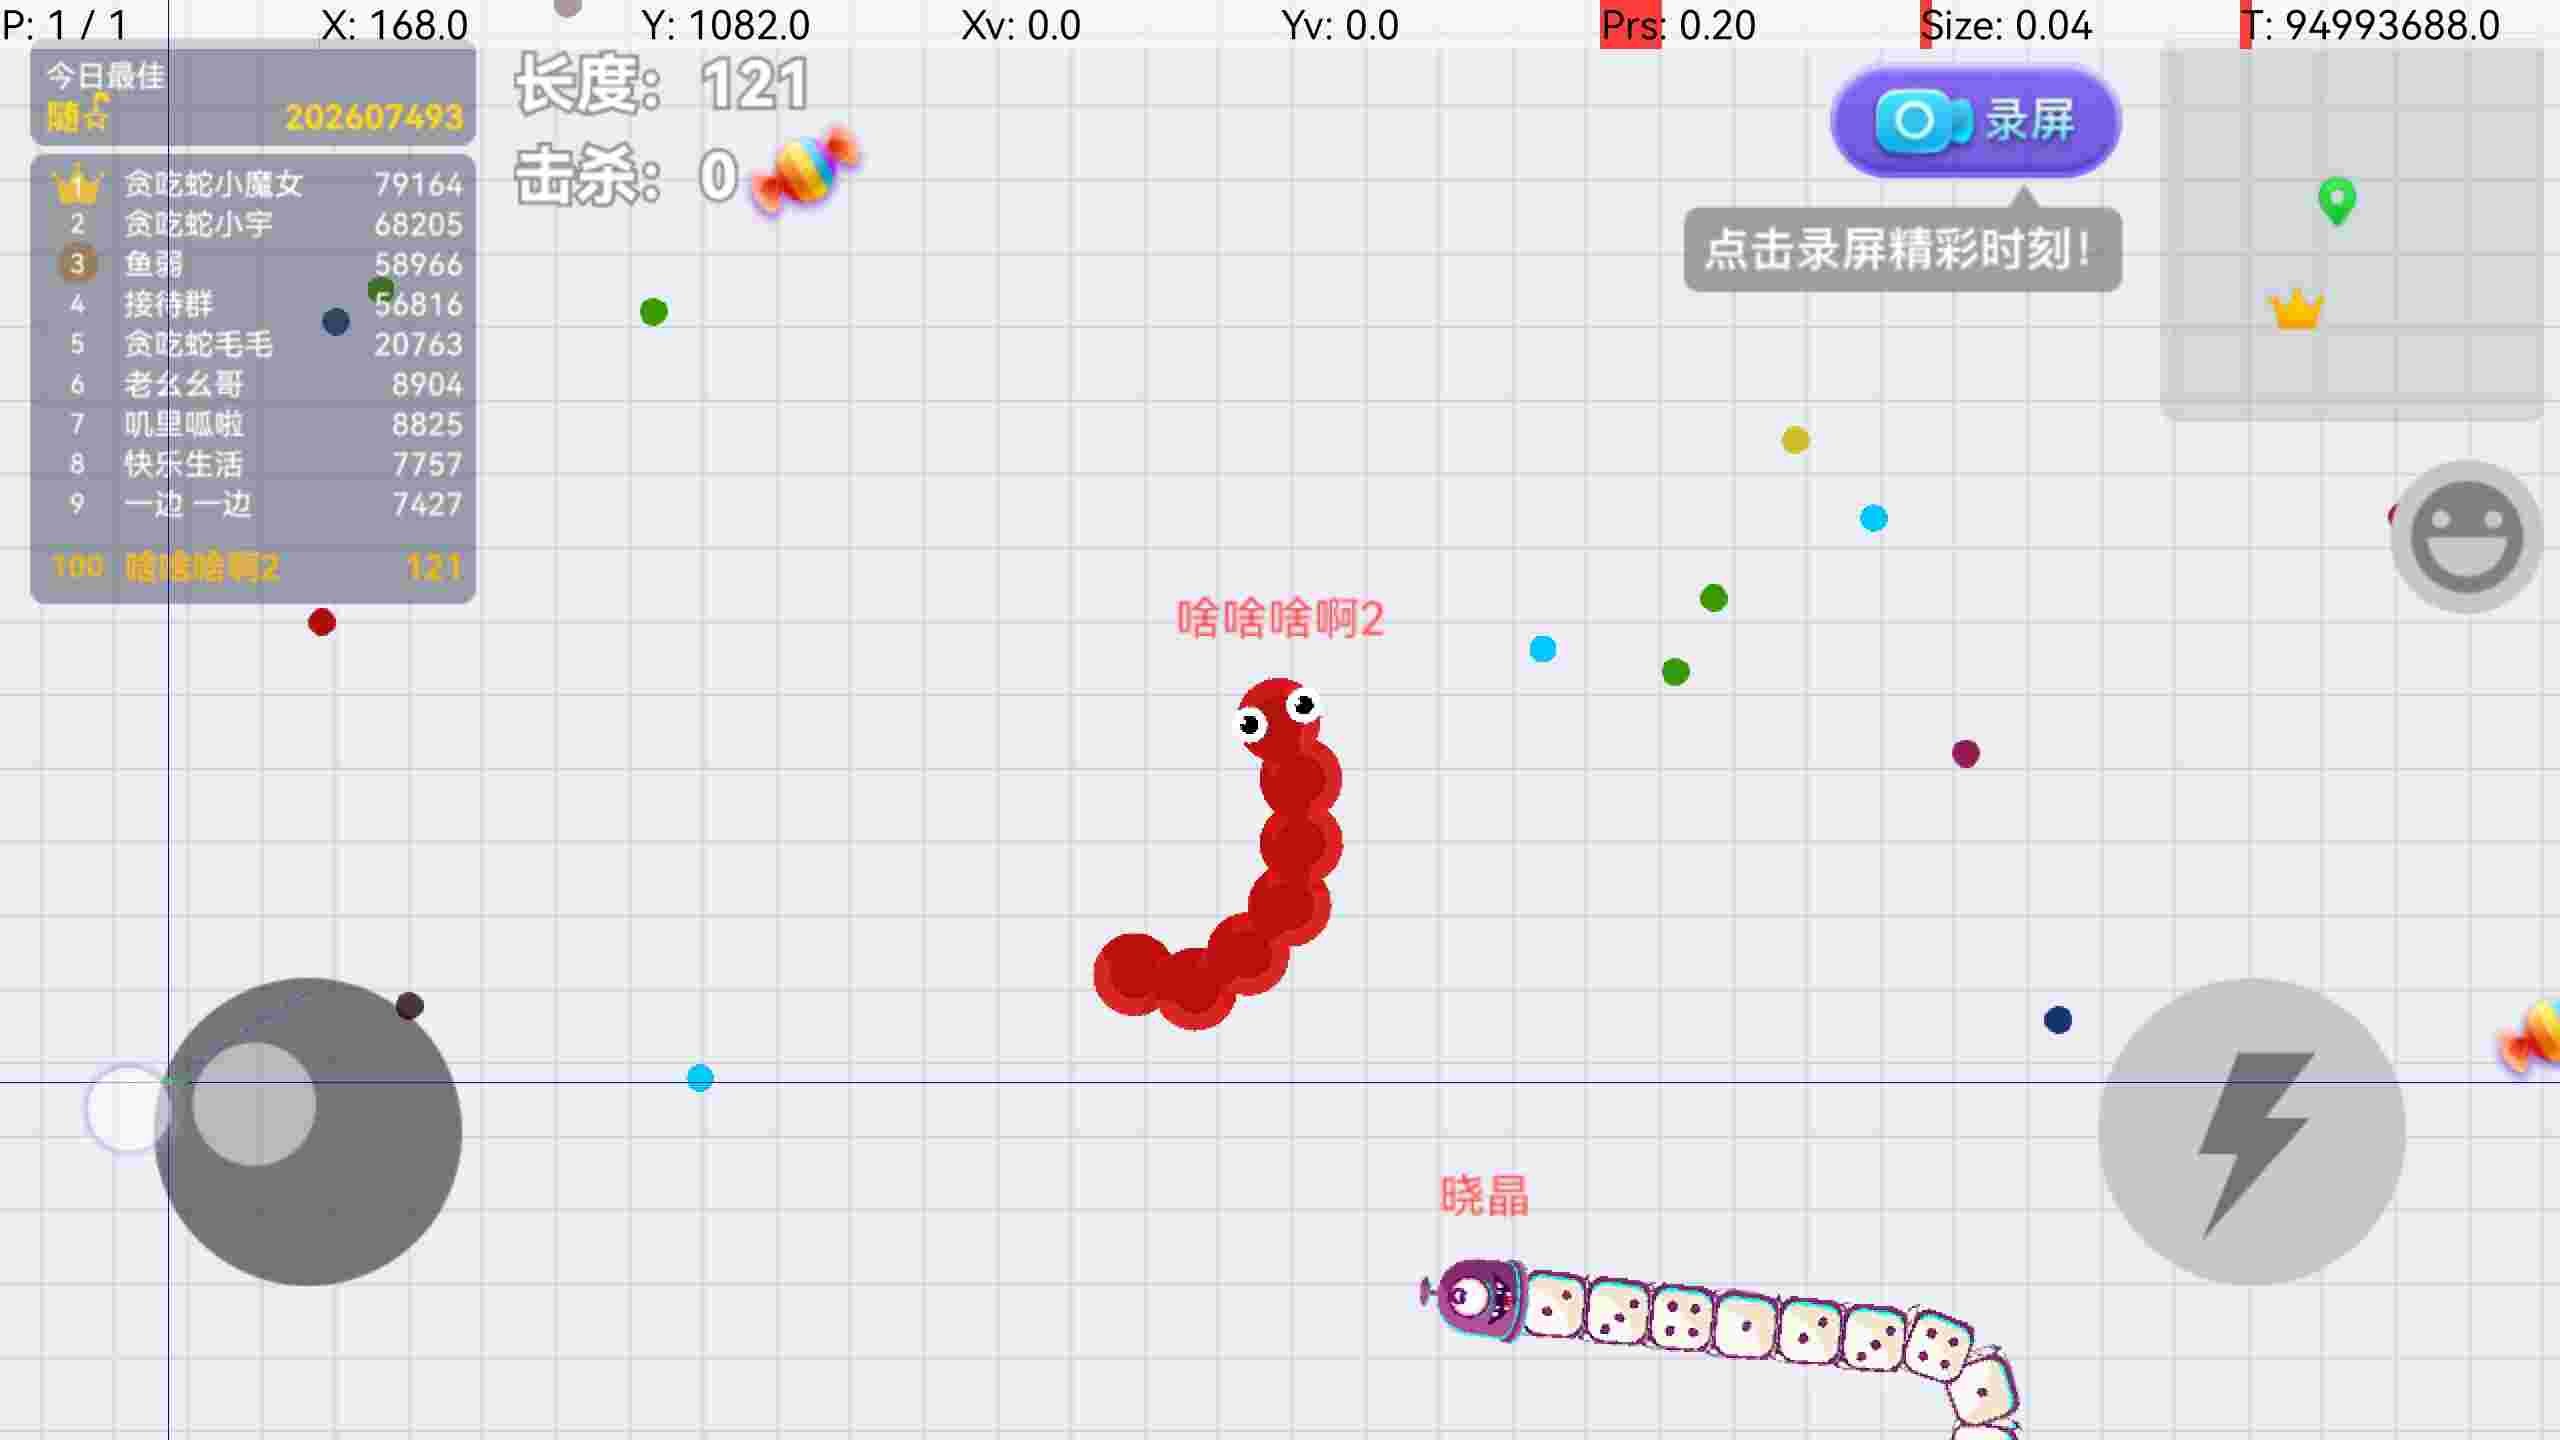 P: 1 / 1 X: 168.0 Y: 1082.0 Xv: 0.0 Yv: 0.0 Prs: 0.20 Size: 0.04 T: 94993688.0
今日最佳
随 202607493
1 贪吃蛇小魔女 79164
2 贪吃蛇小宇 68205
3 鱼弱 58966
4 接待群 56816
5 贪吃蛇毛毛 20763
6 老幺幺哥 8904
7 叽里呱啦 8825
8 快乐生活 7757
9 一边 一边 7427
100 啥啥啥啊2 121
长度: 121
击杀: 0
录屏
点击录屏精彩时刻!
啥啥啥啊2
晓晶